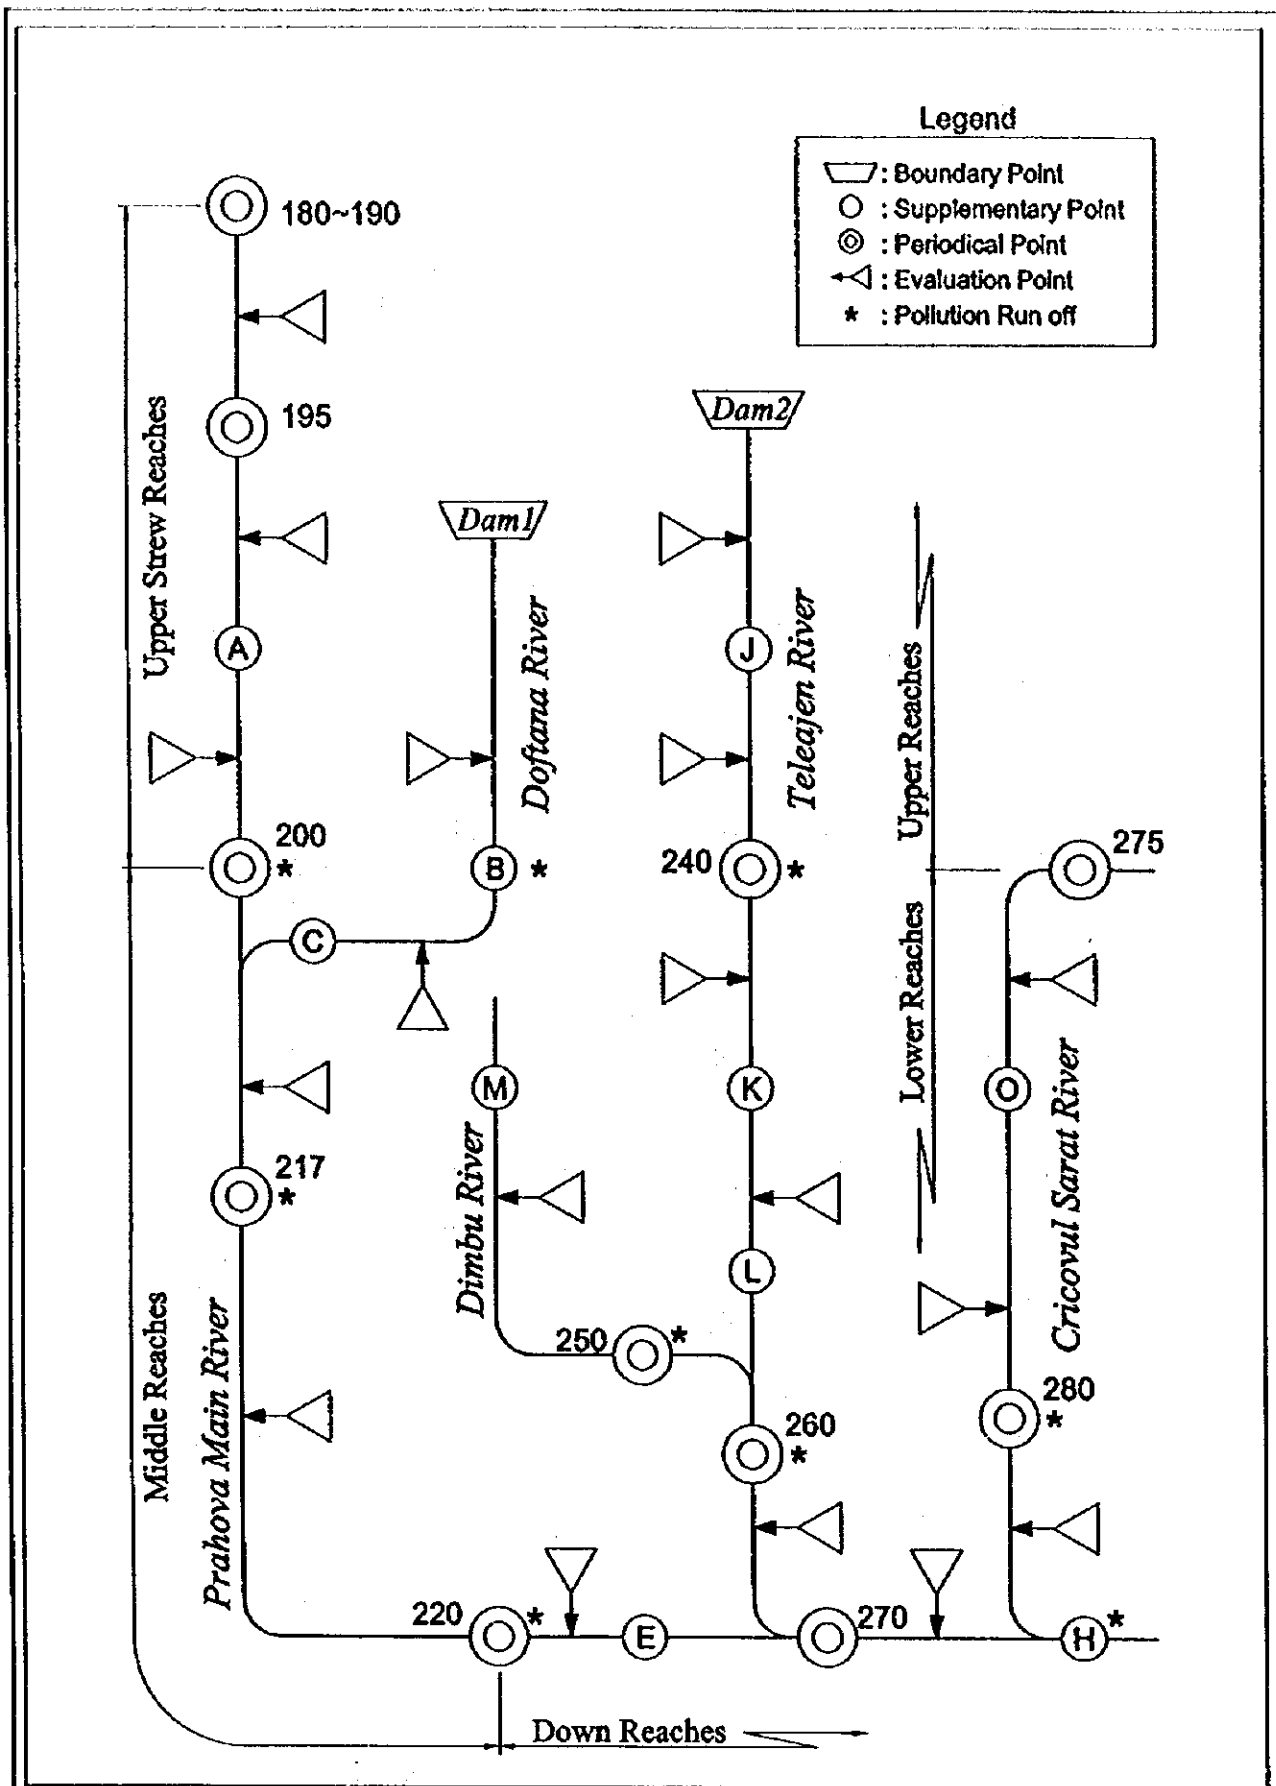 Legend
: Boundary Point
: Supplementary Point
: Periodical Point
: Evaluation Point
* : Pollution Run off
180~190
195
Upper Strew Reaches
Dam1
Dam2
A
Doftana River
J
Teleajen River
Upper Reaches
200
*
B *
240
*
275
C
M
K
Lower Reaches
O
217
*
Dimbu River
L
Cricovul Sarat River
Middle Reaches
Prahova Main River
250
*
260
*
280
*
220
*
E
270
H
*
Down Reaches